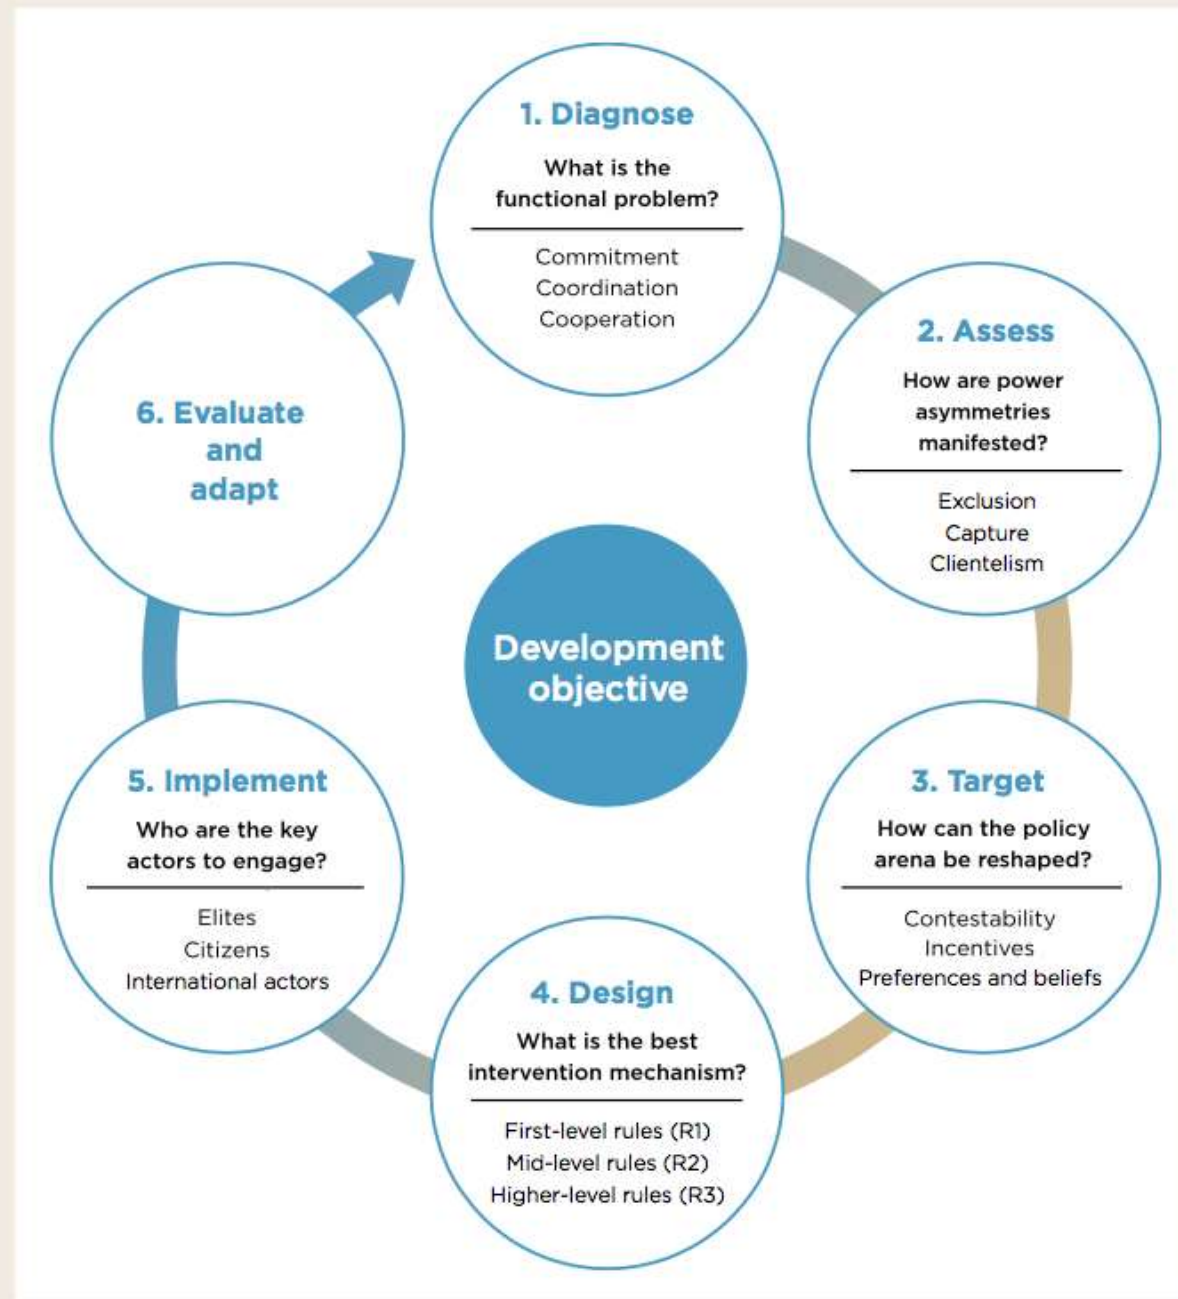 1. Diagnose
What is the
functional problem?
Commitment
Coordination
Cooperation
2. Assess
How are power
asymmetries
manifested?
Exclusion
Capture
Clientelism
3. Target
How can the policy
arena be reshaped?
Contestability
Incentives
Preferences and beliefs
4. Design
What is the best
intervention mechanism?
First-level rules (R1)
Mid-level rules (R2)
Higher-level rules (R3)
5. Implement
Who are the key
actors to engage?
Elites
Citizens
International actors
6. Evaluate
and
adapt
Development
objective